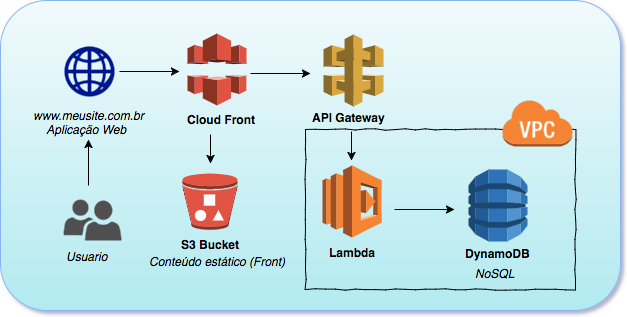 www.meusite.com.br
Aplicação Web
Cloud Front
API Gateway
VPC
Usuario
S3 Bucket
Conteúdo estático (Front)
Lambda
DynamoDB
NoSQL